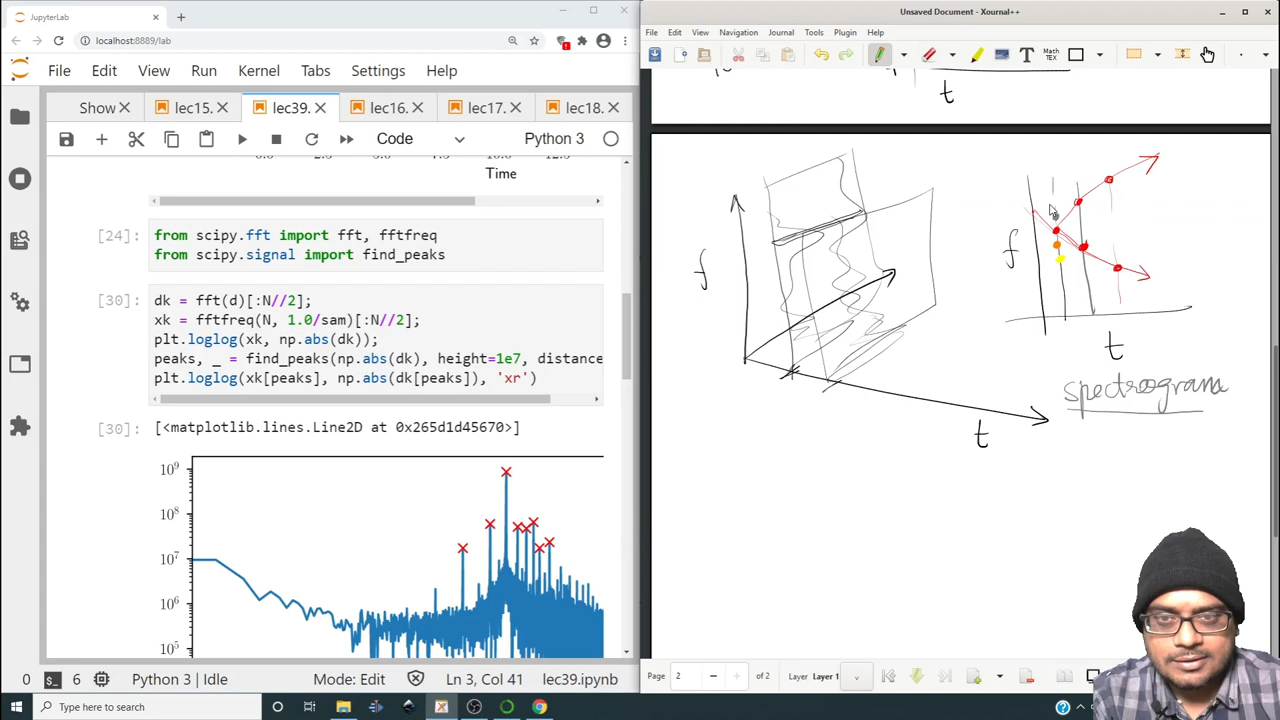 JupyterLab
localhost:8889/lab
File Edit View Run Kernel Tabs Settings Help
Show lec15. lec39. lec16. lec17. lec18.
Code Python 3
Time
[24]: from scipy.fft import fft, fftfreq
from scipy.signal import find_peaks
[30]: dk = fft(d)[:N//2];
xk = fftfreq(N, 1.0/sam)[:N//2];
plt.loglog(xk, np.abs(dk));
peaks, _ = find_peaks(np.abs(dk), height=1e7, distance
plt.loglog(xk[peaks], np.abs(dk[peaks]), 'xr')
[30]: [<matplotlib.lines.Line2D at 0x265d1d45670>]
10⁹
10⁸
10⁷
10⁶
10⁵
0 6 Python 3 | Idle Mode: Edit Ln 3, Col 41 lec39.ipynb
Type here to search
Unsaved Document - Xournal++
File Edit View Navigation Journal Tools Plugin Help
Math TEX
t
f
t
f
t
spectrogram
Page 2 of 2 Layer Layer 1